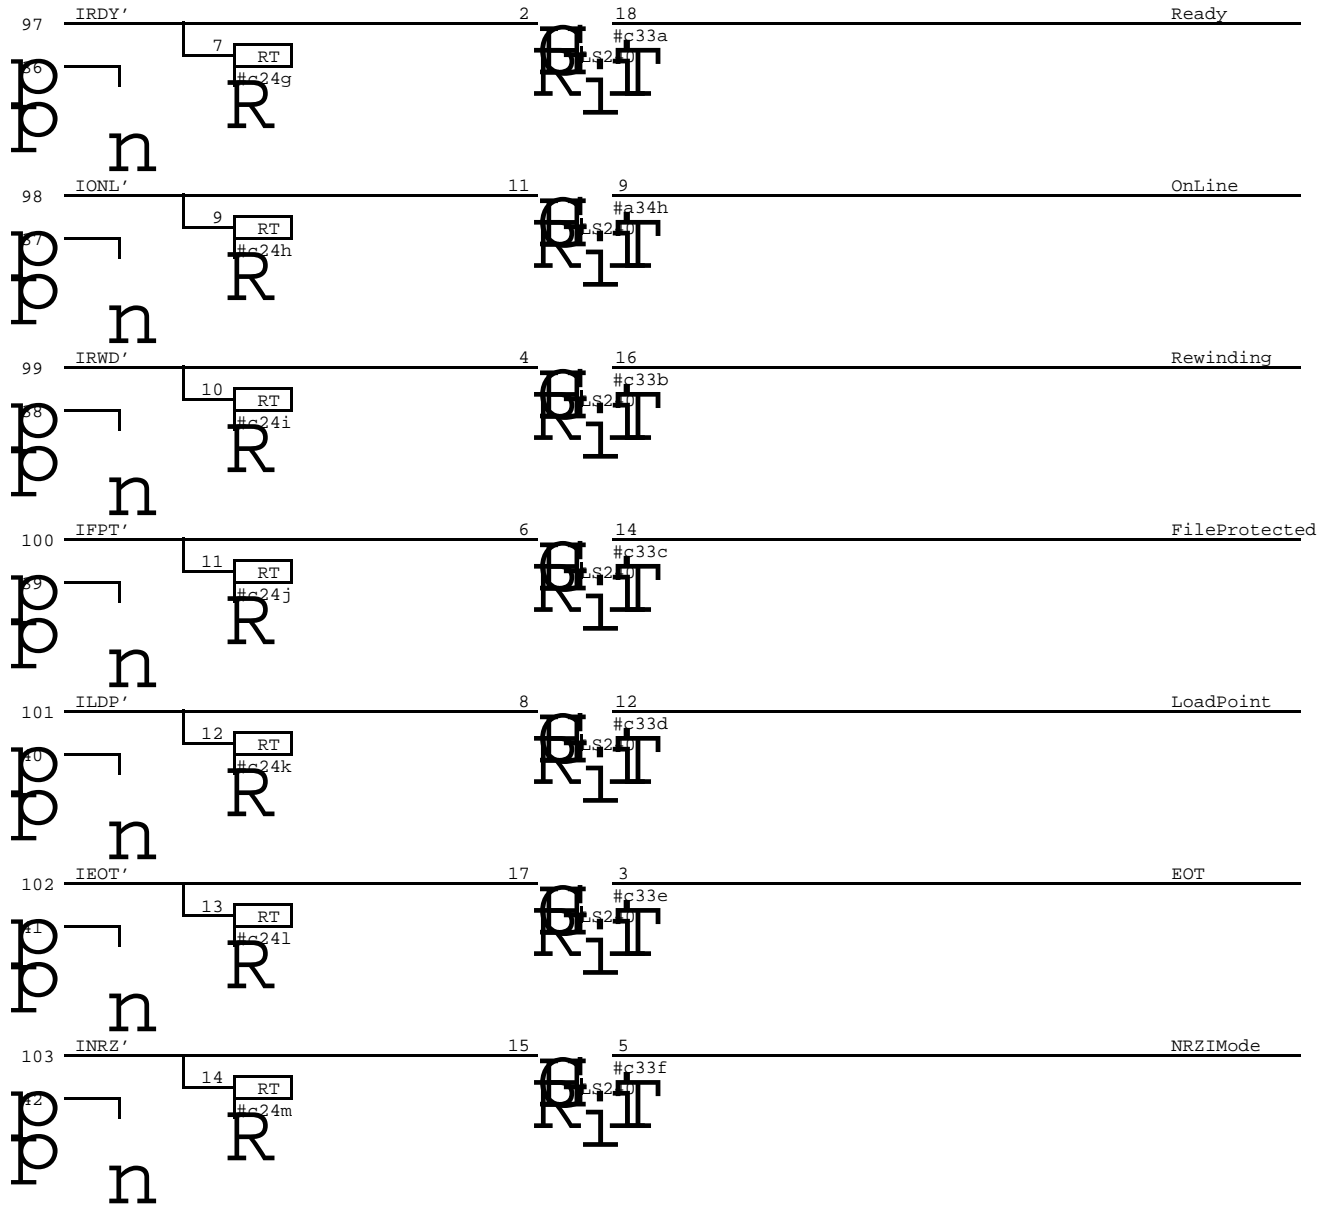 97 IRDY’ 2 18 Ready
7 RT #c33a
#c24g
R
p
p
n
98 IONL’ 11 9 OnLine
9 RT #a34h
#c24h
R
p
p
n
99 IRWD’ 4 16 Rewinding
10 RT #c33b
#c24i
R
p
p
n
100 IFPT’ 6 14 FileProtected
11 RT #c33c
#c24j
R
p
p
n
101 ILDP’ 8 12 LoadPoint
12 RT #c33d
#c24k
R
p
p
n
102 IEOT’ 17 3 EOT
13 RT #c33e
#c24l
R
p
p
n
103 INRZ’ 15 5 NRZIMode
14 RT #c33f
#c24m
R
p
p
n